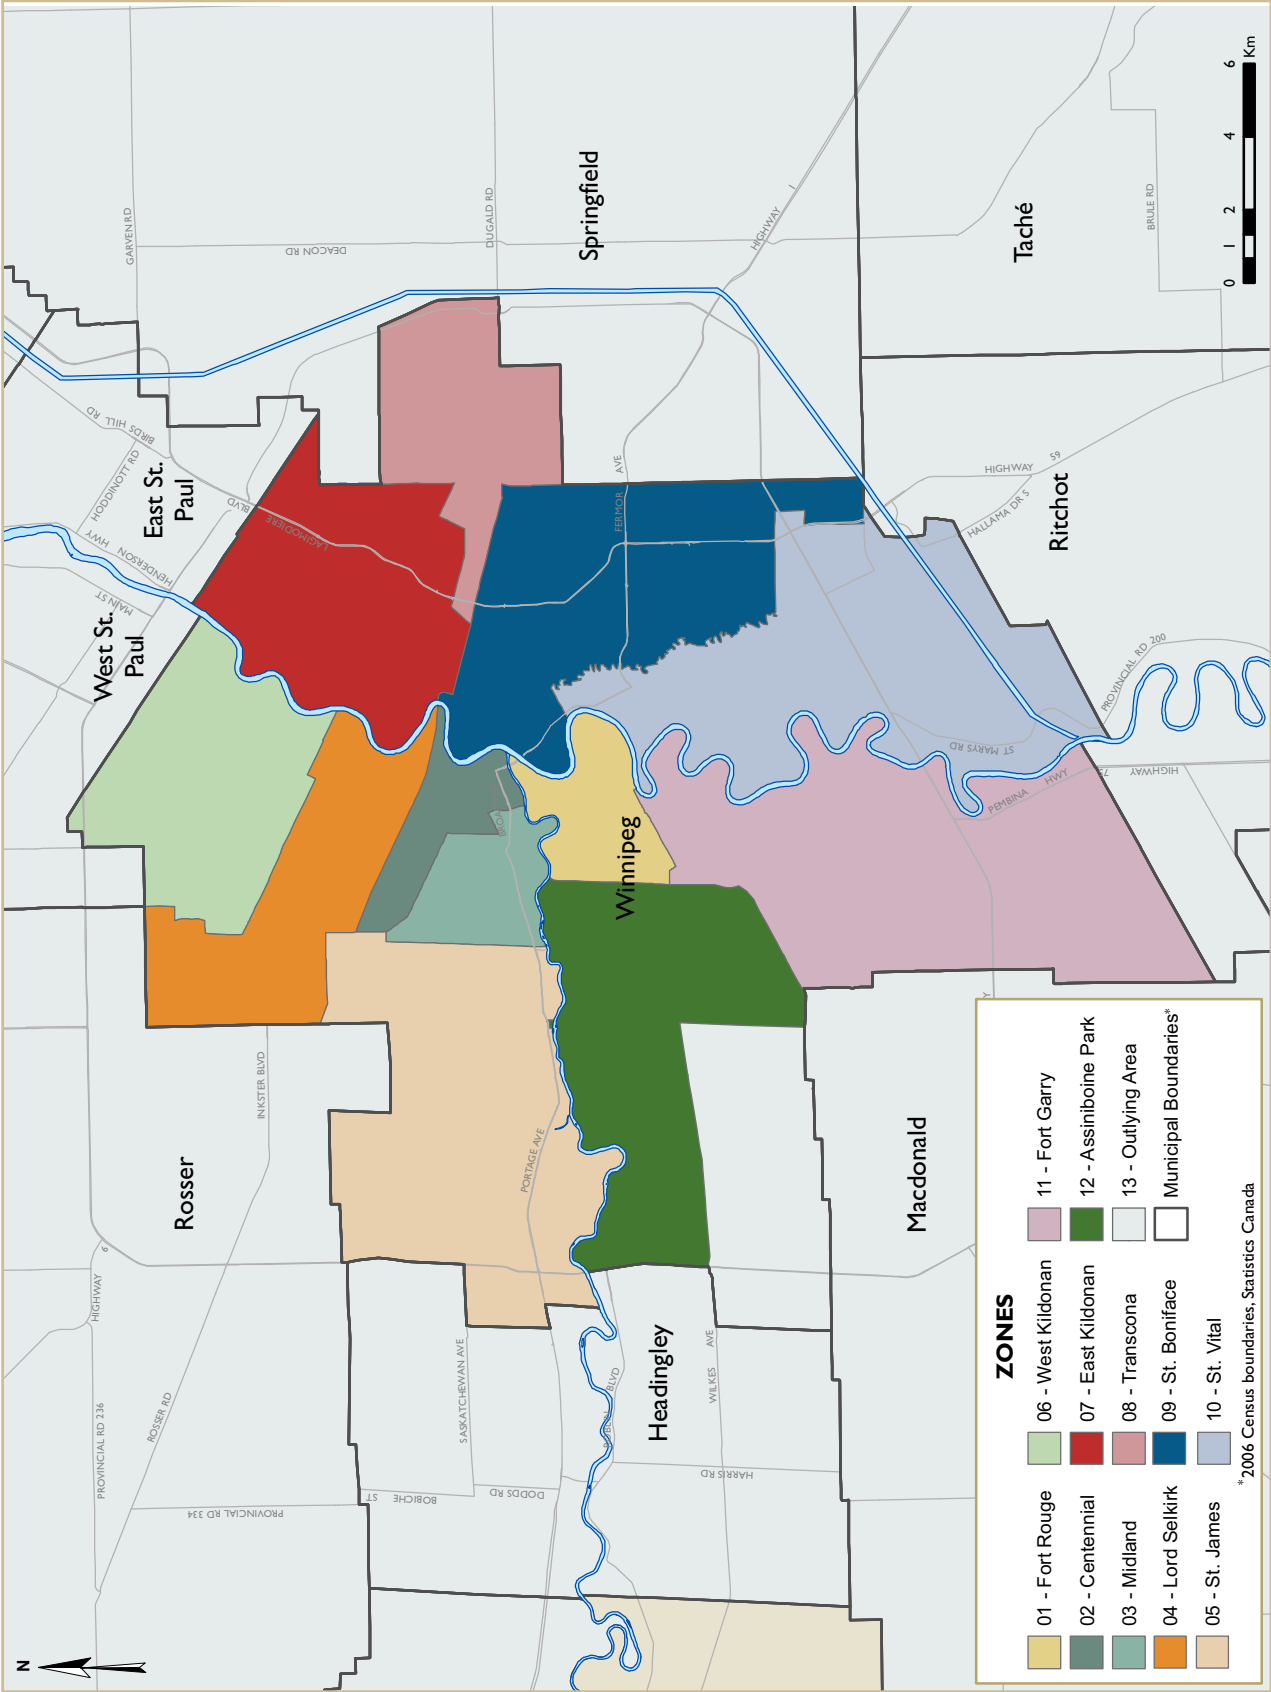 N
GARVEN RD
DEACON RD
DUGALD RD
Springfield
HIGHWAY
1
Taché
BRULE RD
0 1 2 4 6 Km
BIRDS HILL RD
HODDINOTT RD
East St.
Paul
HENDERSON HWY
MAIN ST
LAGIMODIERE
BLVD
West St.
Paul
FERMOR
AVE
HIGHWAY
59
HALLAMA DR S
Ritchot
PROVINCIAL RD 200
ST MARYS RD
PEMBINA HWY
HIGHWAY
75
Winnipeg
INKSTER BLVD
Rosser
PORTAGE AVE
Macdonald
6
HIGHWAY
PROVINCIAL RD 236
ROSSER RD
PROVINCIAL RD 334
SASKATCHEWAN AVE
BOBICHE
ST
DODDS RD
BLVD
Headingley
WILKES
AVE
HARRIS RD
ZONES
01 - Fort Rouge
02 - Centennial
03 - Midland
04 - Lord Selkirk
05 - St. James
06 - West Kildonan
07 - East Kildonan
08 - Transcona
09 - St. Boniface
10 - St. Vital
11 - Fort Garry
12 - Assiniboine Park
13 - Outlying Area
Municipal Boundaries*
*2006 Census boundaries, Statistics Canada